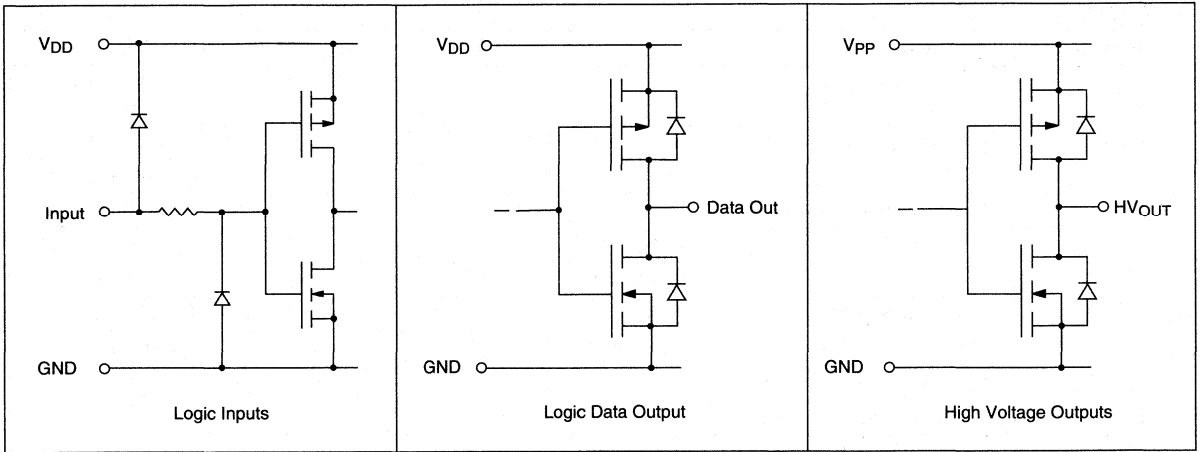 VDD
Input
GND
Logic Inputs
VDD
Data Out
GND
Logic Data Output
VPP
HVOUT
GND
High Voltage Outputs